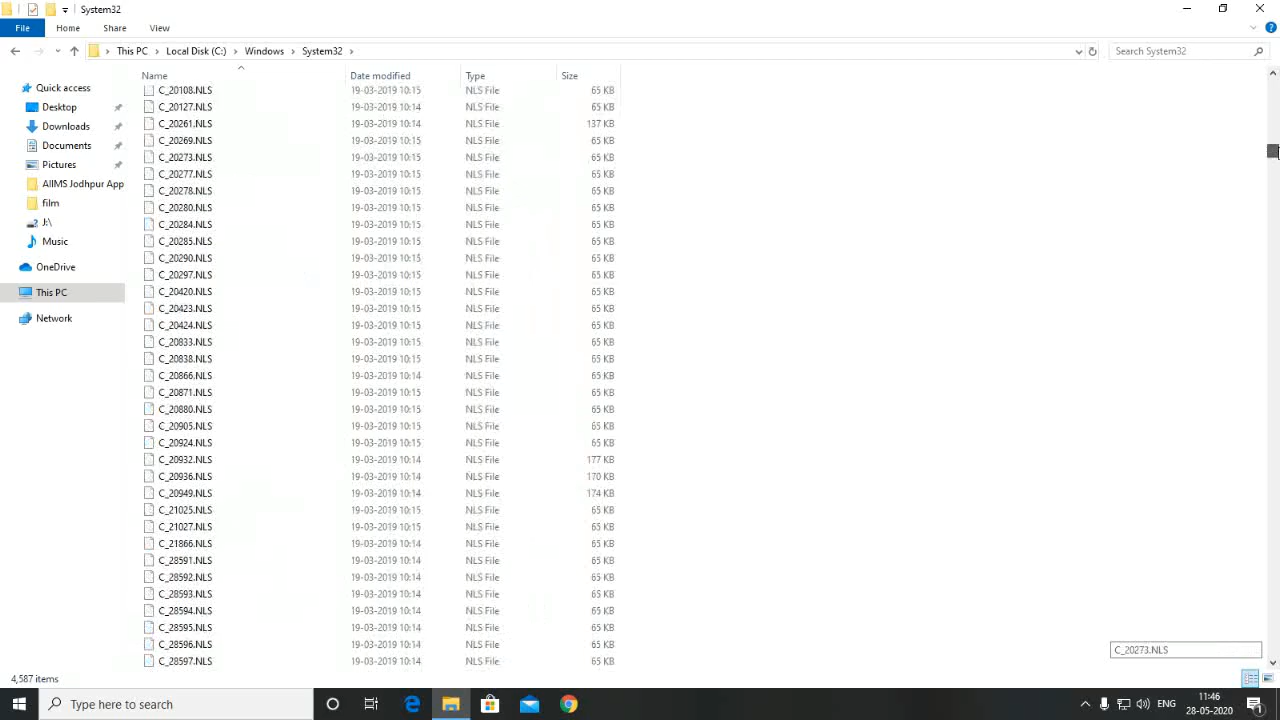 System32
File Home Share View
This PC Local Disk (C:) Windows System32 Search System32
Name Date modified Type Size
Quick access
Desktop
Downloads
Documents
Pictures
AIIMS Jodhpur App
film
J:\
Music
OneDrive
This PC
Network
C_20108.NLS 19-03-2019 10:15 NLS File 65 KB
C_20127.NLS 19-03-2019 10:14 NLS File 65 KB
C_20261.NLS 19-03-2019 10:14 NLS File 137 KB
C_20269.NLS 19-03-2019 10:15 NLS File 65 KB
C_20273.NLS 19-03-2019 10:15 NLS File 65 KB
C_20277.NLS 19-03-2019 10:15 NLS File 65 KB
C_20278.NLS 19-03-2019 10:15 NLS File 65 KB
C_20280.NLS 19-03-2019 10:15 NLS File 65 KB
C_20284.NLS 19-03-2019 10:15 NLS File 65 KB
C_20285.NLS 19-03-2019 10:15 NLS File 65 KB
C_20290.NLS 19-03-2019 10:15 NLS File 65 KB
C_20297.NLS 19-03-2019 10:15 NLS File 65 KB
C_20420.NLS 19-03-2019 10:15 NLS File 65 KB
C_20423.NLS 19-03-2019 10:15 NLS File 65 KB
C_20424.NLS 19-03-2019 10:15 NLS File 65 KB
C_20833.NLS 19-03-2019 10:15 NLS File 65 KB
C_20838.NLS 19-03-2019 10:15 NLS File 65 KB
C_20866.NLS 19-03-2019 10:14 NLS File 65 KB
C_20871.NLS 19-03-2019 10:15 NLS File 65 KB
C_20880.NLS 19-03-2019 10:15 NLS File 65 KB
C_20905.NLS 19-03-2019 10:15 NLS File 65 KB
C_20924.NLS 19-03-2019 10:15 NLS File 65 KB
C_20932.NLS 19-03-2019 10:14 NLS File 177 KB
C_20936.NLS 19-03-2019 10:14 NLS File 170 KB
C_20949.NLS 19-03-2019 10:14 NLS File 174 KB
C_21025.NLS 19-03-2019 10:15 NLS File 65 KB
C_21027.NLS 19-03-2019 10:15 NLS File 65 KB
C_21866.NLS 19-03-2019 10:14 NLS File 65 KB
C_28591.NLS 19-03-2019 10:14 NLS File 65 KB
C_28592.NLS 19-03-2019 10:14 NLS File 65 KB
C_28593.NLS 19-03-2019 10:14 NLS File 65 KB
C_28594.NLS 19-03-2019 10:14 NLS File 65 KB
C_28595.NLS 19-03-2019 10:14 NLS File 65 KB
C_28596.NLS 19-03-2019 10:14 NLS File 65 KB
C_28597.NLS 19-03-2019 10:14 NLS File 65 KB
C_20273.NLS
4,587 items
Type here to search
ENG
11:46
28-05-2020
1